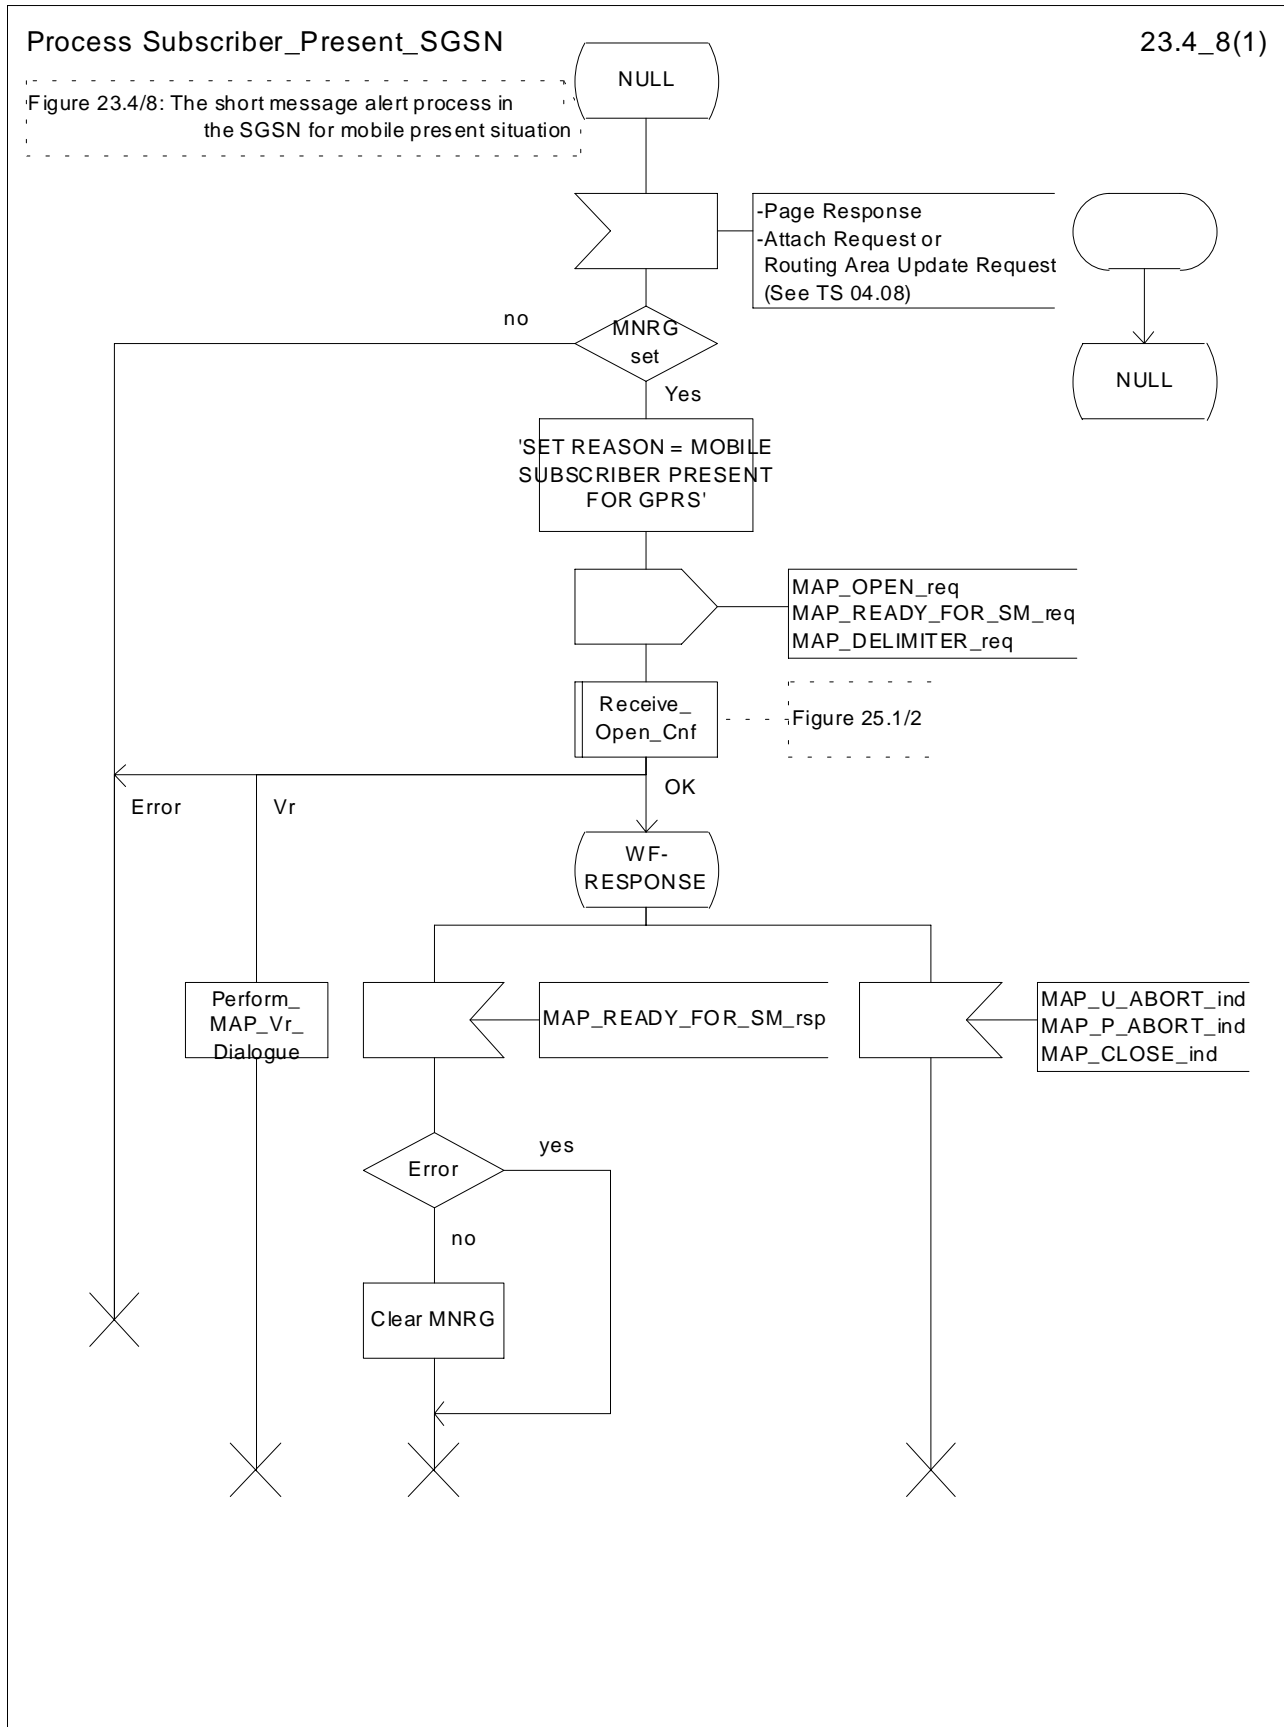 Process Subscriber_Present_SGSN
23.4_8(1)
Figure 23.4/8: The short message alert process in
the SGSN for mobile present situation
NULL
-Page Response
-Attach Request or
Routing Area Update Request
(See TS 04.08)
NULL
no
MNRG
set
Yes
'SET REASON = MOBILE
SUBSCRIBER PRESENT
FOR GPRS'
MAP_OPEN_req
MAP_READY_FOR_SM_req
MAP_DELIMITER_req
Receive_
Open_Cnf
Figure 25.1/2
Error
Vr
OK
WF-
RESPONSE
Perform_
MAP_Vr_
Dialogue
MAP_READY_FOR_SM_rsp
MAP_U_ABORT_ind
MAP_P_ABORT_ind
MAP_CLOSE_ind
Error
yes
no
Clear MNRG